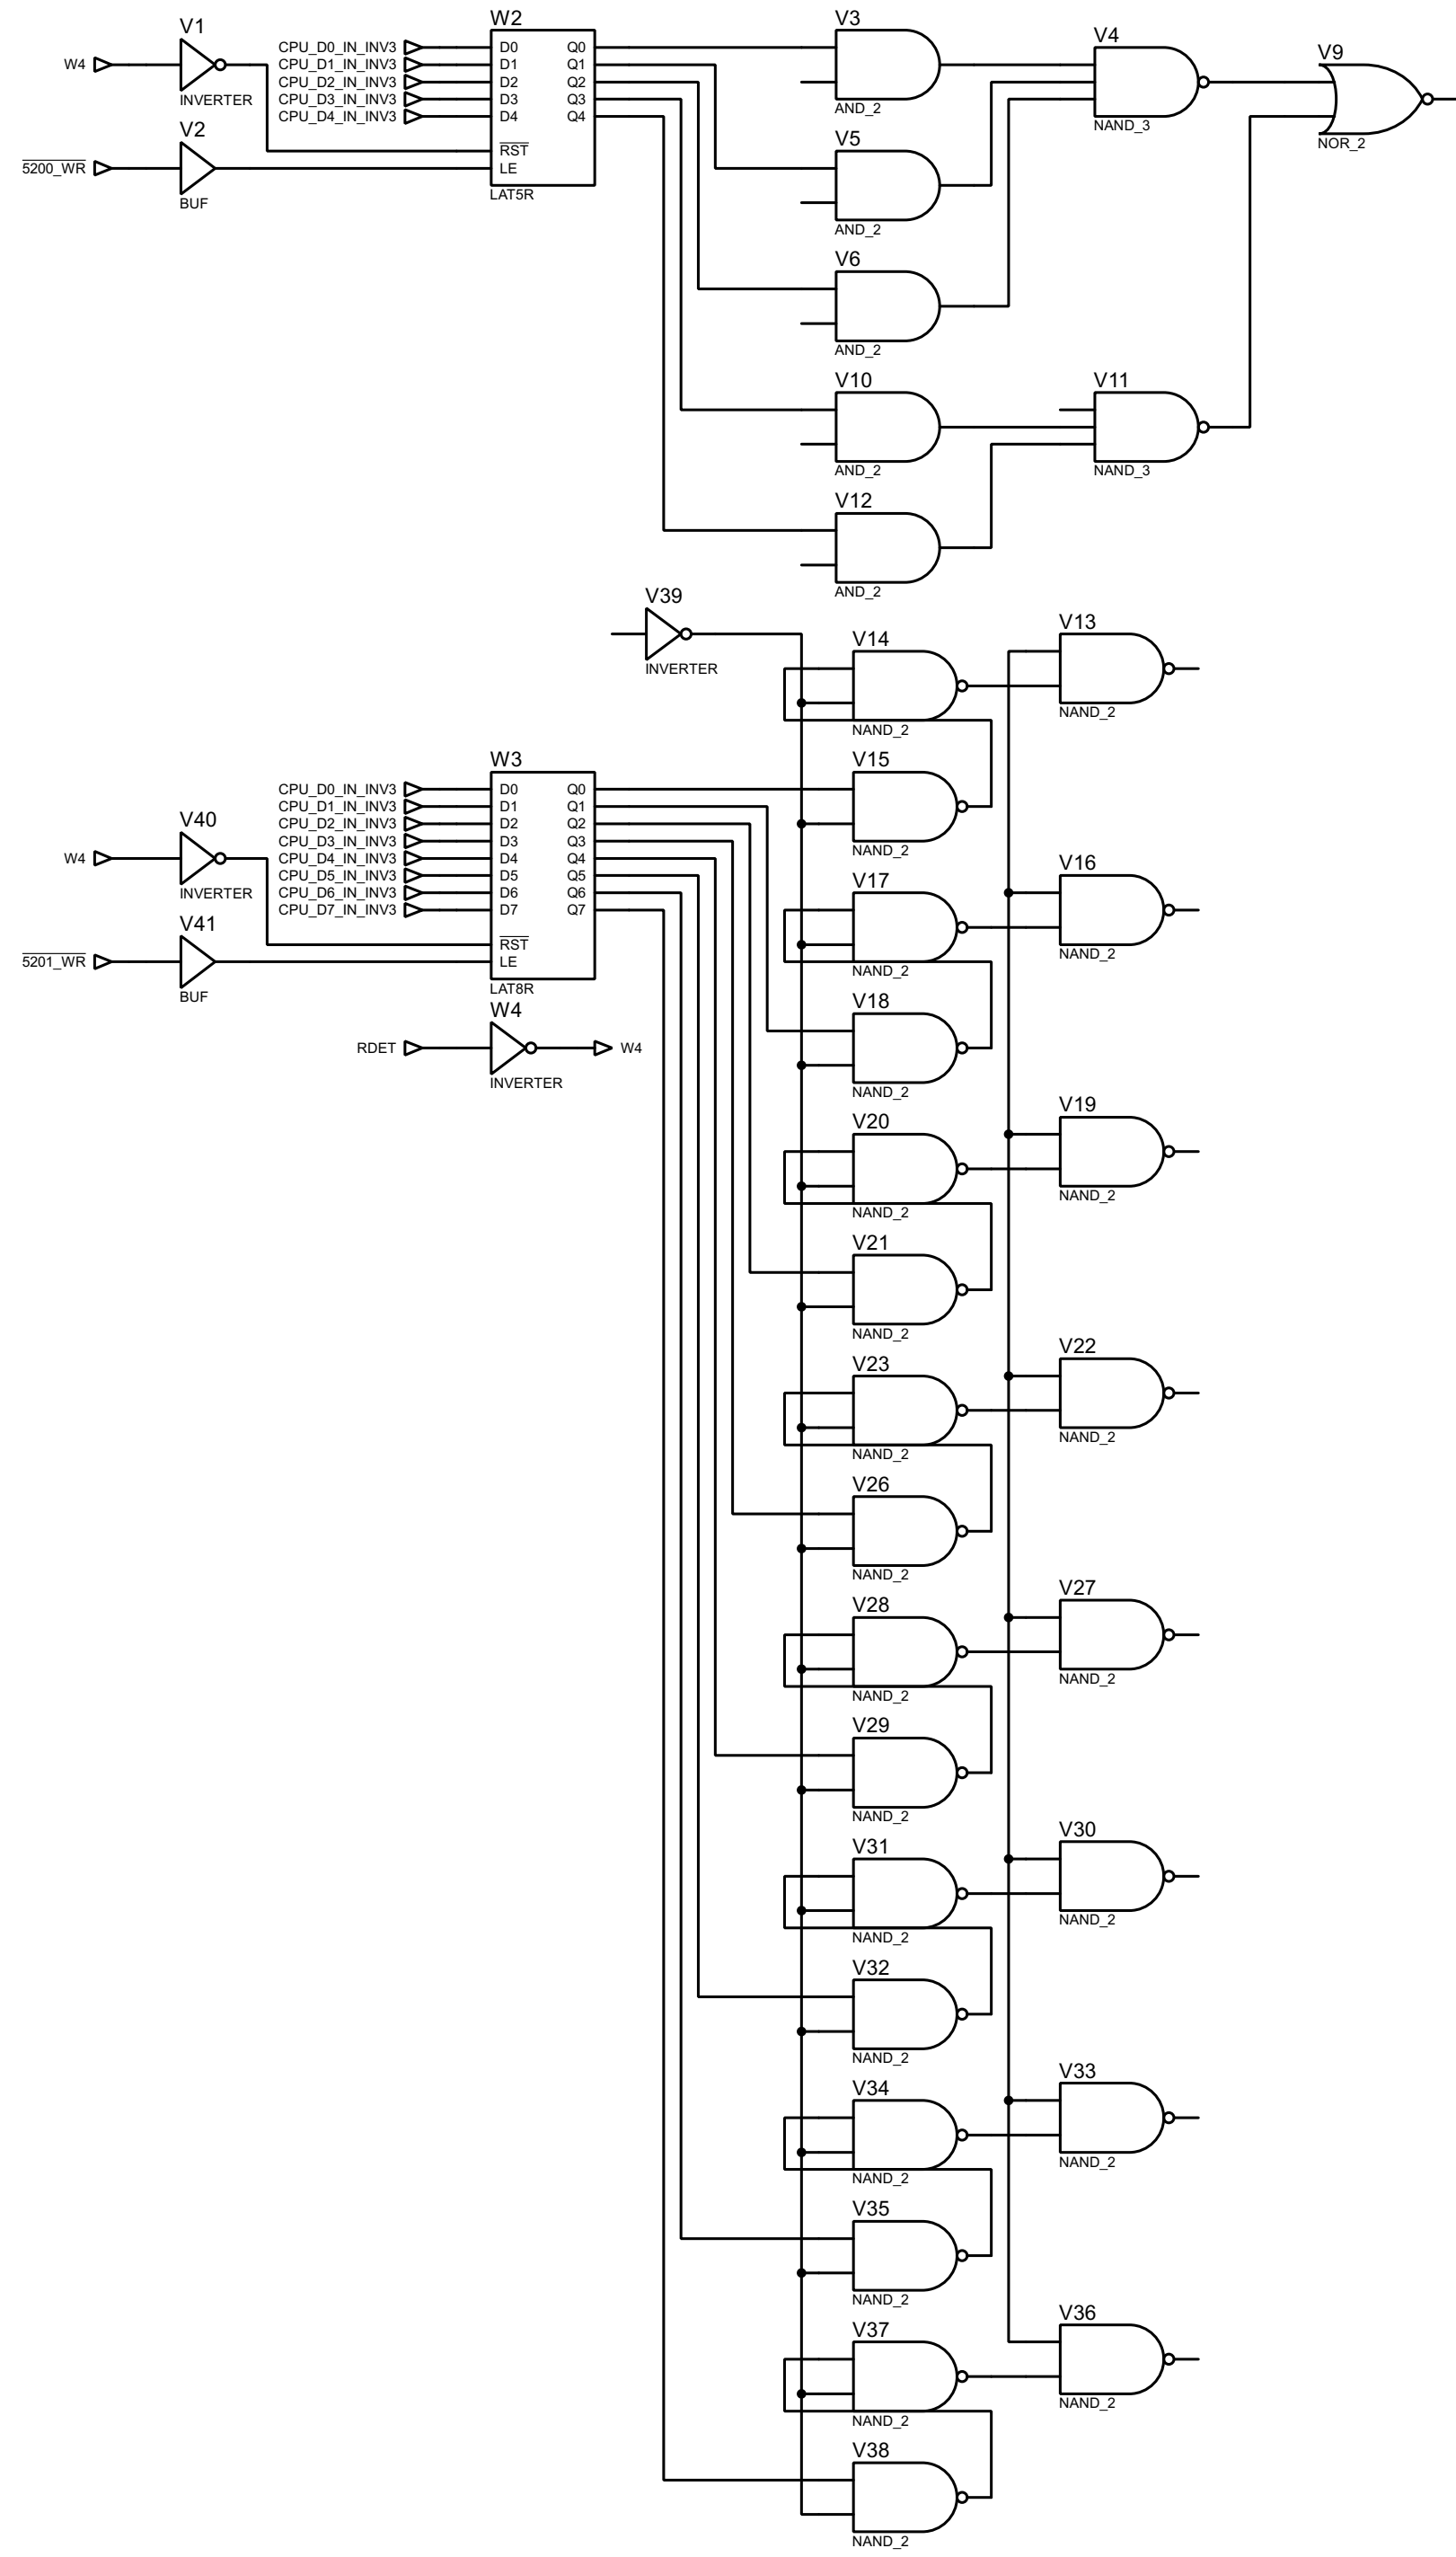 V1
W4
INVERTER
V2
5200_WR
BUF
W2
CPU_D0_IN_INV3 D0 Q0
CPU_D1_IN_INV3 D1 Q1
CPU_D2_IN_INV3 D2 Q2
CPU_D3_IN_INV3 D3 Q3
CPU_D4_IN_INV3 D4 Q4
RST
LE
LAT5R
V3
AND_2
V4
NAND_3
V9
NOR_2
V5
AND_2
V6
AND_2
V10
AND_2
V11
NAND_3
V12
AND_2
V39
INVERTER
V14
NAND_2
V13
NAND_2
W3
CPU_D0_IN_INV3 D0 Q0
CPU_D1_IN_INV3 D1 Q1
CPU_D2_IN_INV3 D2 Q2
CPU_D3_IN_INV3 D3 Q3
CPU_D4_IN_INV3 D4 Q4
CPU_D5_IN_INV3 D5 Q5
CPU_D6_IN_INV3 D6 Q6
CPU_D7_IN_INV3 D7 Q7
RST
LE
LAT8R
V40
W4
INVERTER
V41
5201_WR
BUF
W4
RDET
W4
INVERTER
V15
NAND_2
V16
NAND_2
V17
NAND_2
V18
NAND_2
V19
NAND_2
V20
NAND_2
V21
NAND_2
V22
NAND_2
V23
NAND_2
V26
NAND_2
V27
NAND_2
V28
NAND_2
V29
NAND_2
V30
NAND_2
V31
NAND_2
V32
NAND_2
V33
NAND_2
V34
NAND_2
V35
NAND_2
V36
NAND_2
V37
NAND_2
V38
NAND_2